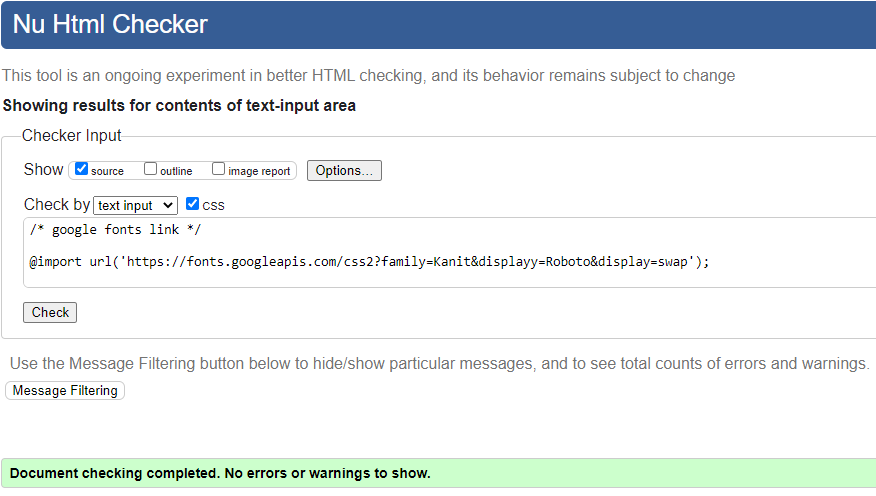 Nu Html Checker
This tool is an ongoing experiment in better HTML checking, and its behavior remains subject to change
Showing results for contents of text-input area
Checker Input
Show source outline image report Options...
Check by text input CSS
/* google fonts link */
@import url('https://fonts.googleapis.com/css2?family=Kanit&displayy=Roboto&display=swap');
Check
Use the Message Filtering button below to hide/show particular messages, and to see total counts of errors and warnings.
Message Filtering
Document checking completed. No errors or warnings to show.